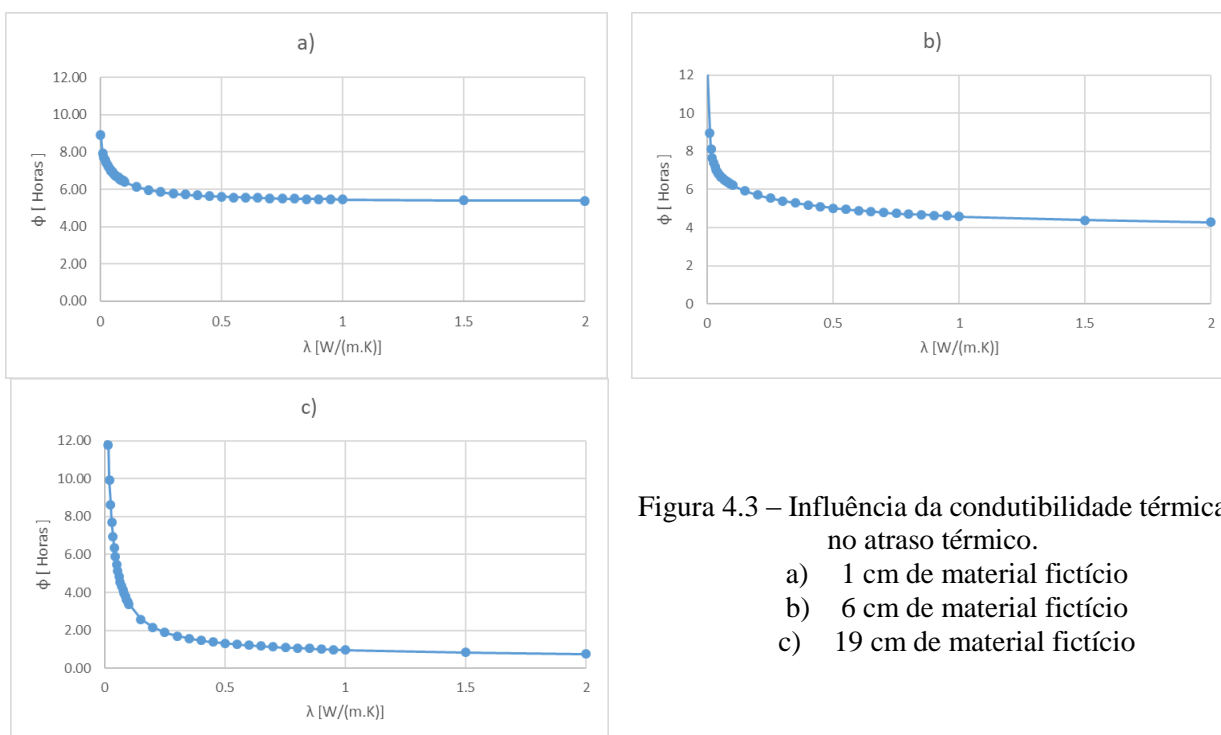 a)
12.00
10.00
8.00
6.00
4.00
2.00
0.00
ϕ [ Horas ]
0 0.5 1 1.5 2
λ [W/(m.K)]
b)
12
10
8
6
4
2
0
ϕ [ Horas ]
0 0.5 1 1.5 2
λ [W/(m.K)]
c)
12.00
10.00
8.00
6.00
4.00
2.00
0.00
ϕ [ Horas ]
0 0.5 1 1.5 2
λ [W/(m.K)]
Figura 4.3 – Influência da condutibilidade térmica
no atraso térmico.
a) 1 cm de material fictício
b) 6 cm de material fictício
c) 19 cm de material fictício